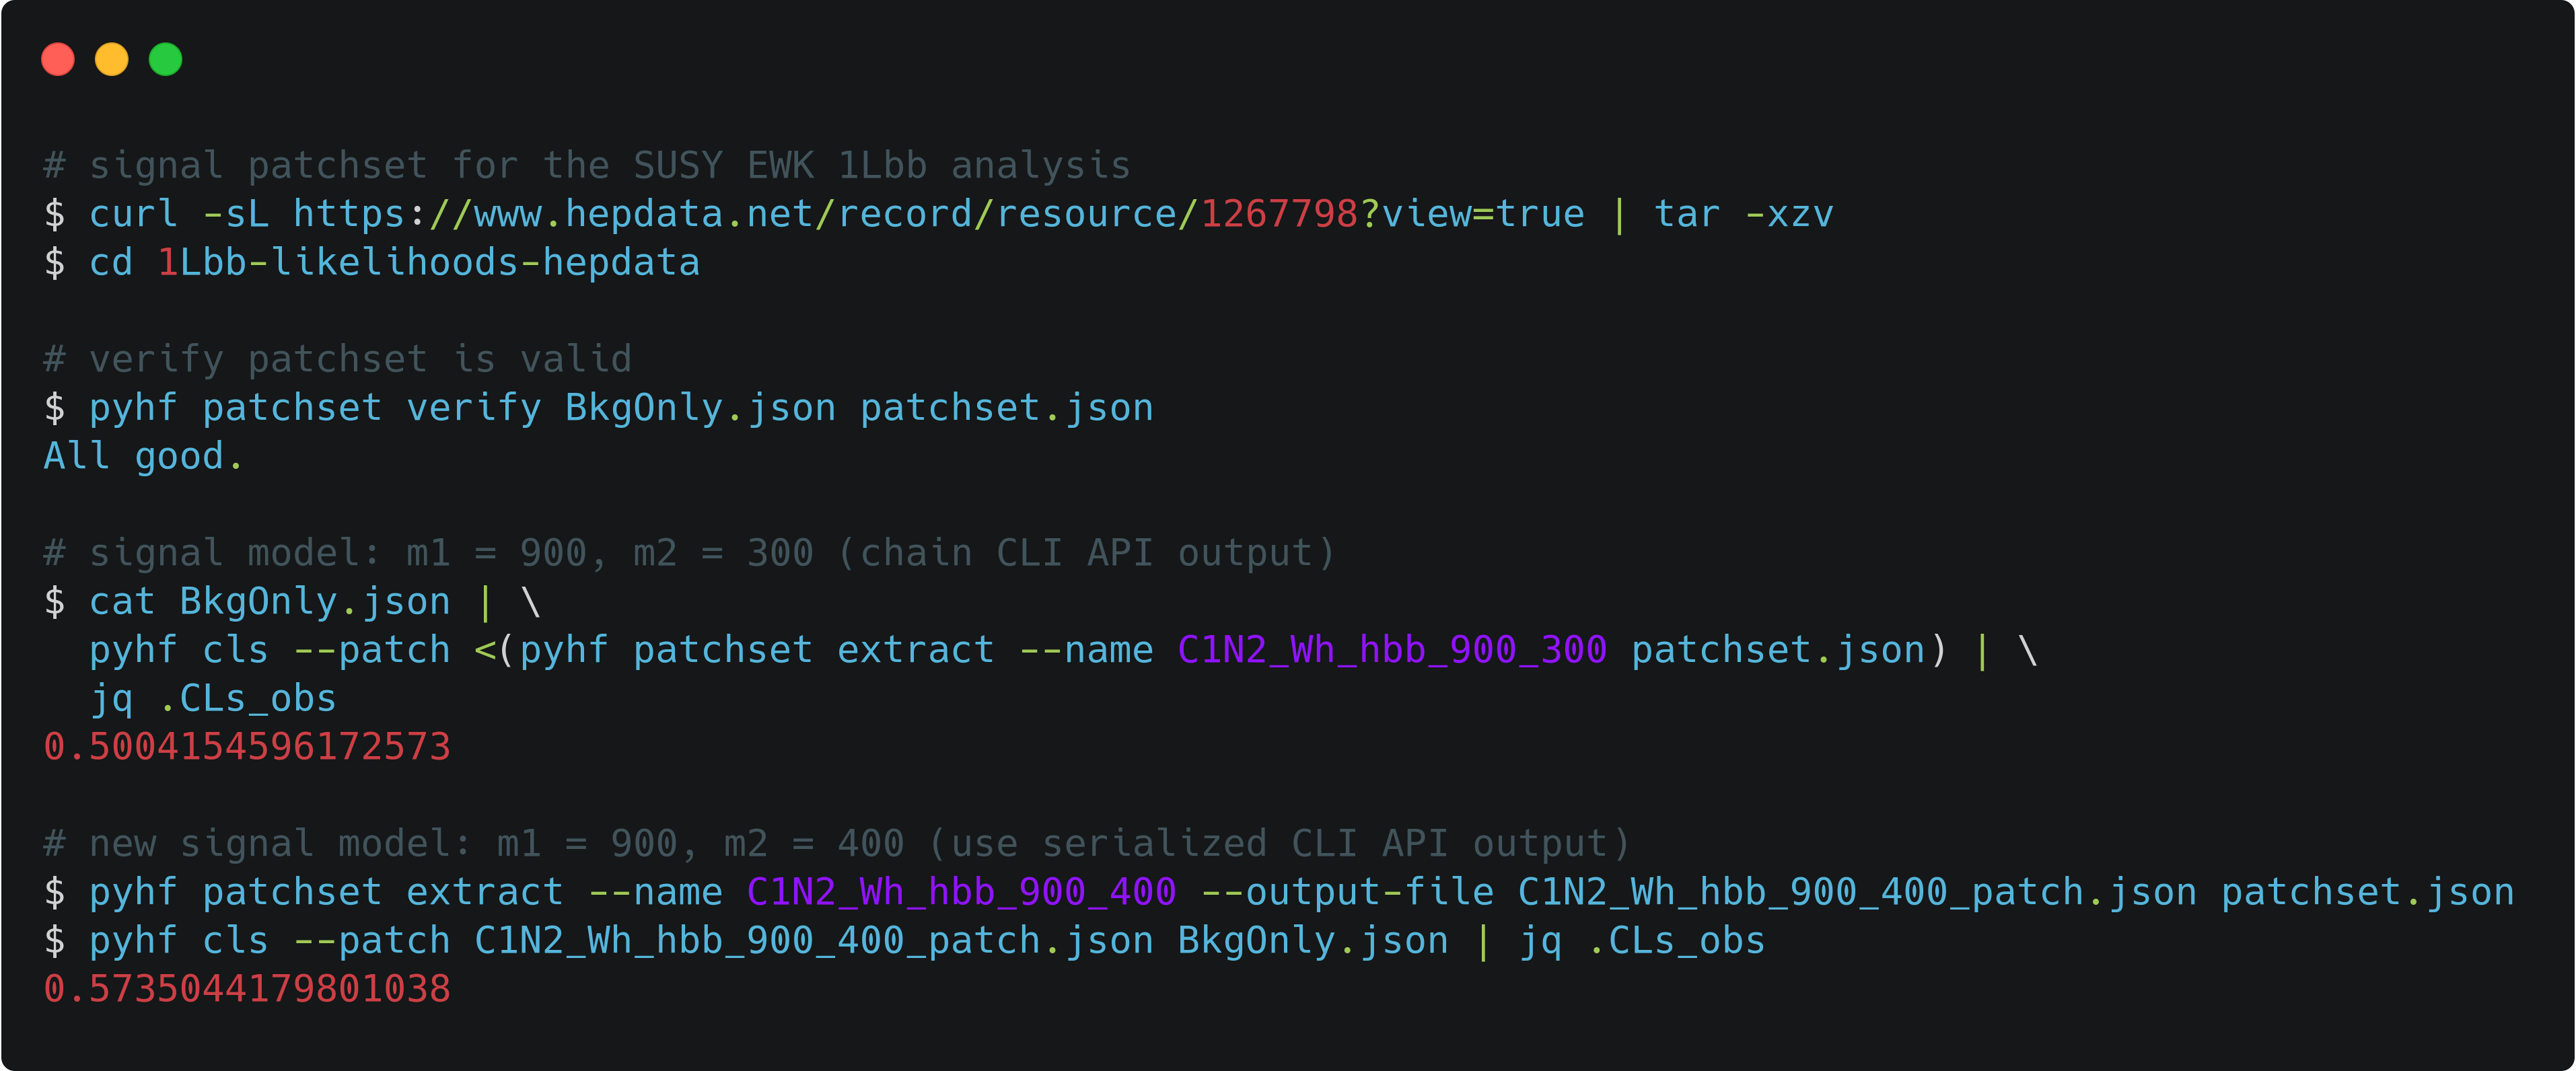 # signal patchset for the SUSY EWK 1Lbb analysis
$ curl -sL https://www.hepdata.net/record/resource/1267798?view=true | tar -xzv
$ cd 1Lbb-likelihoods-hepdata
# verify patchset is valid
$ pyhf patchset verify BkgOnly.json patchset.json
All good.
# signal model: m1 = 900, m2 = 300 (chain CLI API output)
$ cat BkgOnly.json | \
  pyhf cls --patch <(pyhf patchset extract --name C1N2_Wh_hbb_900_300 patchset.json) | \
  jq .CLs_obs
0.5004154596172573
# new signal model: m1 = 900, m2 = 400 (use serialized CLI API output)
$ pyhf patchset extract --name C1N2_Wh_hbb_900_400 --output-file C1N2_Wh_hbb_900_400_patch.json patchset.json
$ pyhf cls --patch C1N2_Wh_hbb_900_400_patch.json BkgOnly.json | jq .CLs_obs
0.5735044179801038